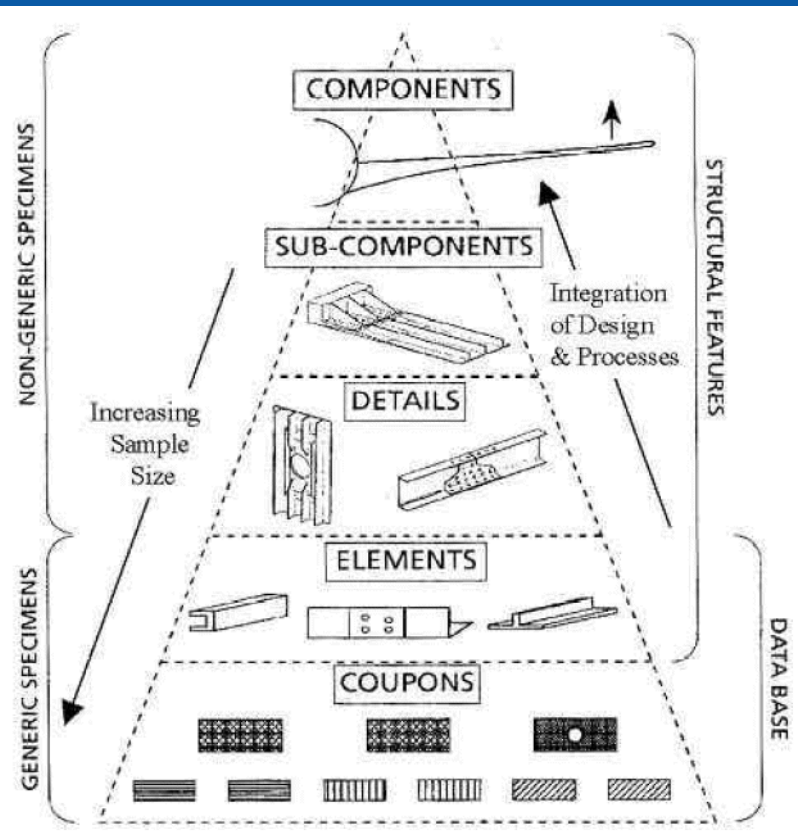 COMPONENTS
NON-GENERIC SPECIMENS
STRUCTURAL FEATURES
SUB-COMPONENTS
Integration
of Design
& Processes
DETAILS
Increasing
Sample
Size
ELEMENTS
GENERIC SPECIMENS
DATA BASE
COUPONS